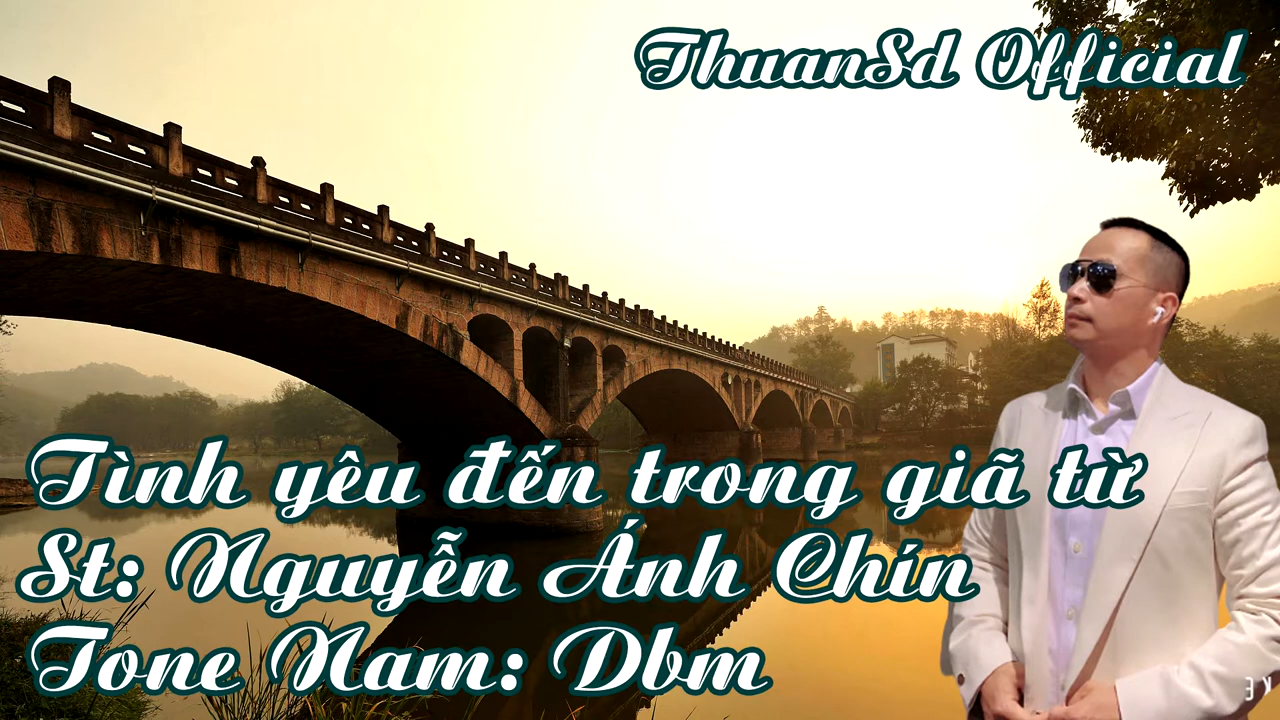 ThuanSd Official
Tình yêu đến trong giã từ
St: Nguyễn Ánh Chín
Tone Nam: Dbm